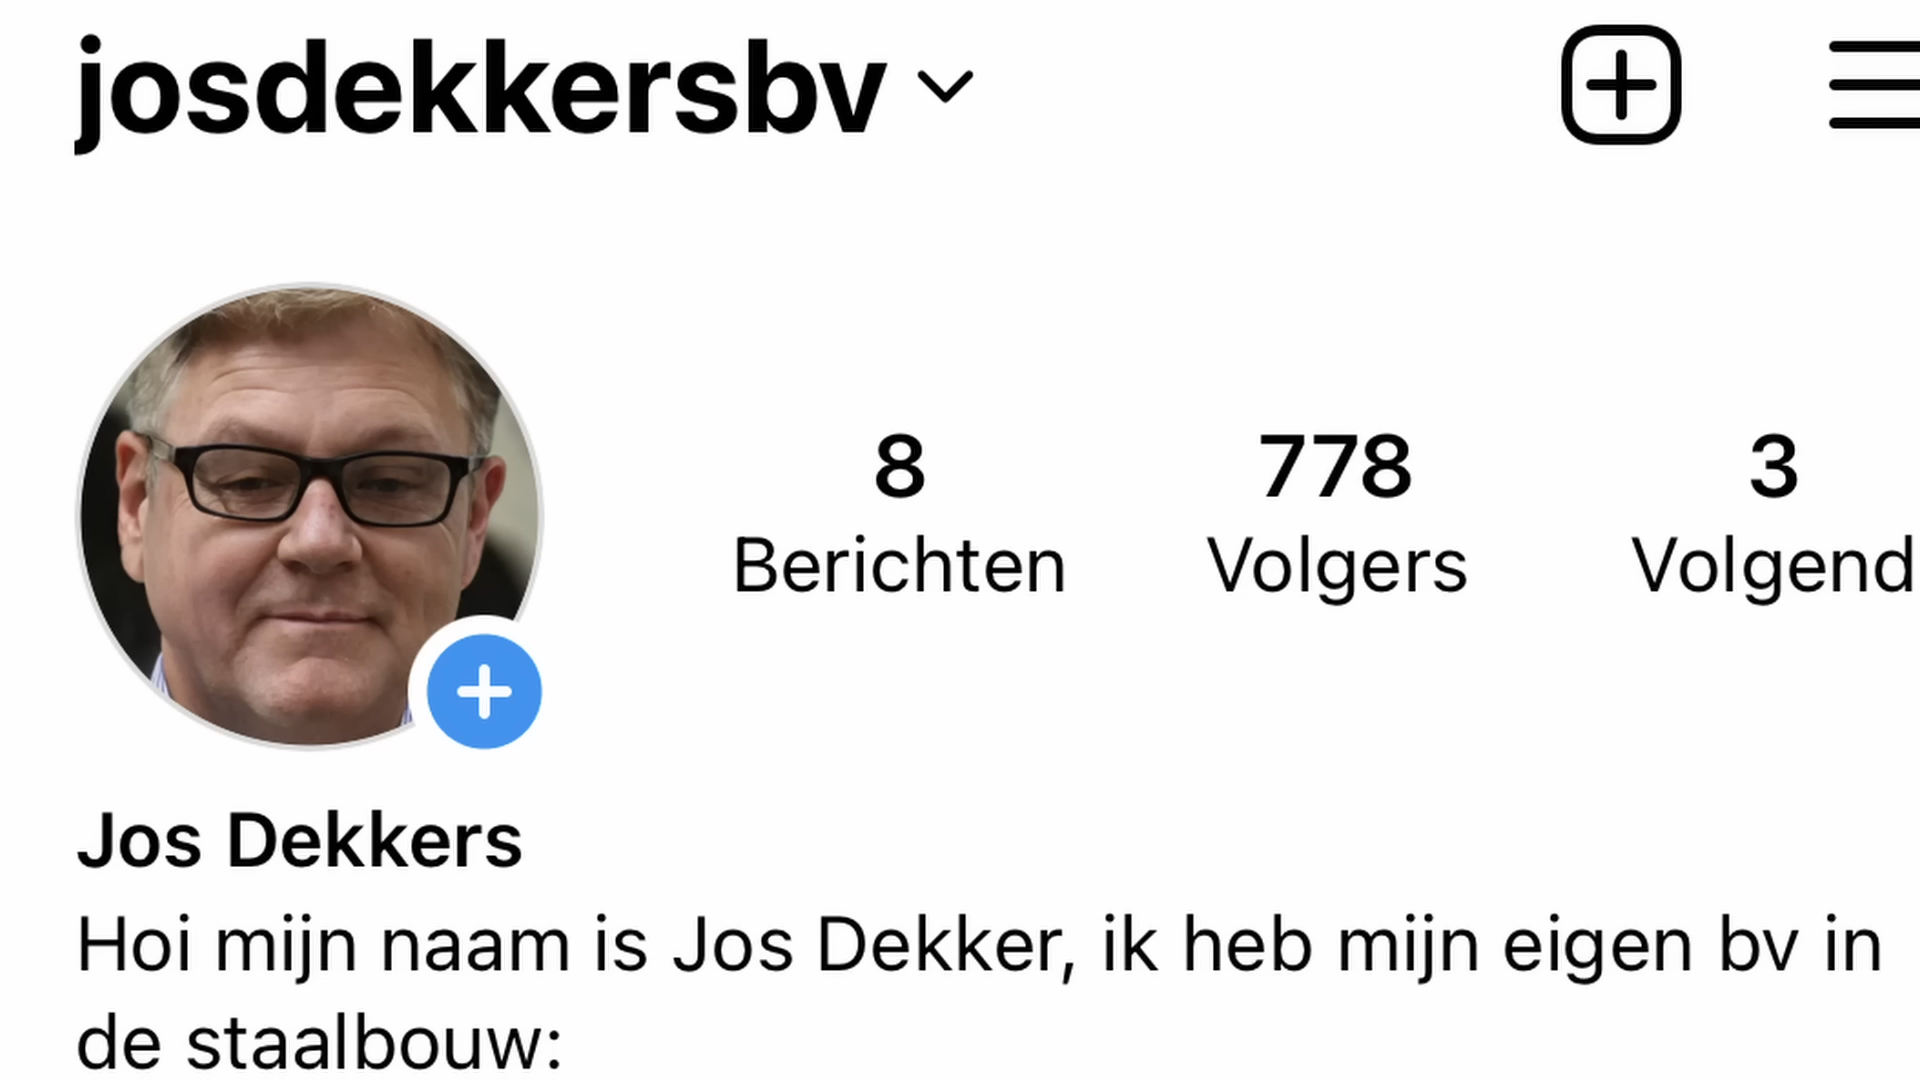 josdekkersbv
8 778 3
Berichten Volgers Volgend
Jos Dekkers
Hoi mijn naam is Jos Dekker, ik heb mijn eigen bv in
de staalbouw: